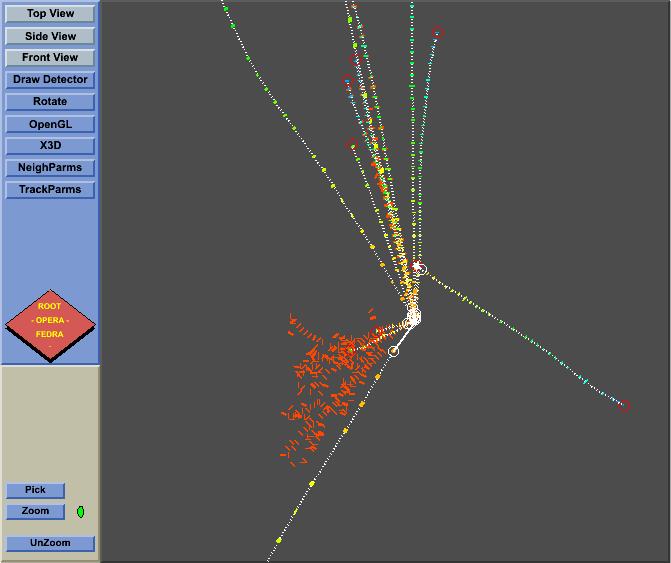 Top View
Side View
Front View
Draw Detector
Rotate
OpenGL
X3D
NeighParms
TrackParms
ROOT
- OPERA -
FEDRA
-
Pick
Zoom
UnZoom